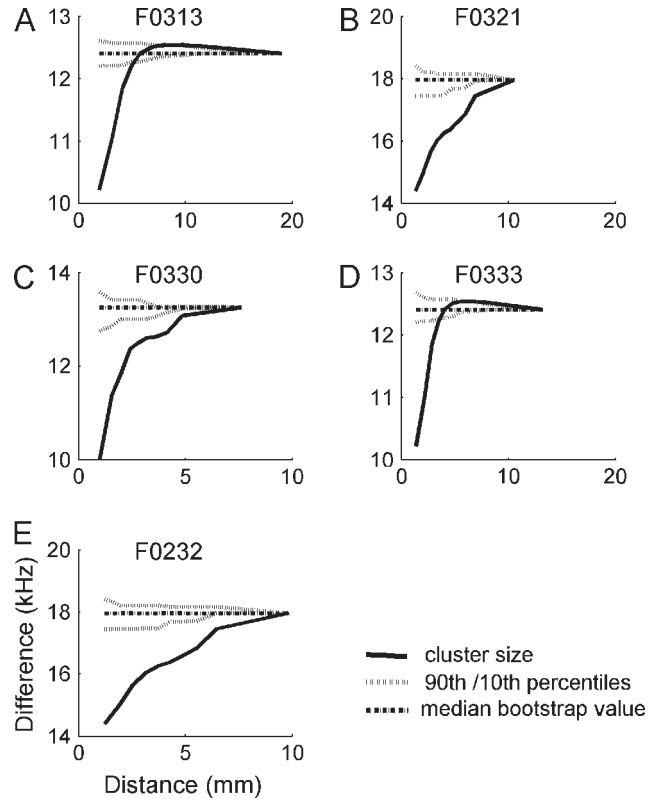 A F0313
13
12
11
10
0 10 20
B F0321
20
18
16
14
0 10 20
C F0330
14
13
12
11
10
0 5 10
D F0333
13
12
11
10
0 10 20
E F0232
20
18
16
14
0 5 10
Difference (kHz)
Distance (mm)
cluster size
90th /10th percentiles
median bootstrap value